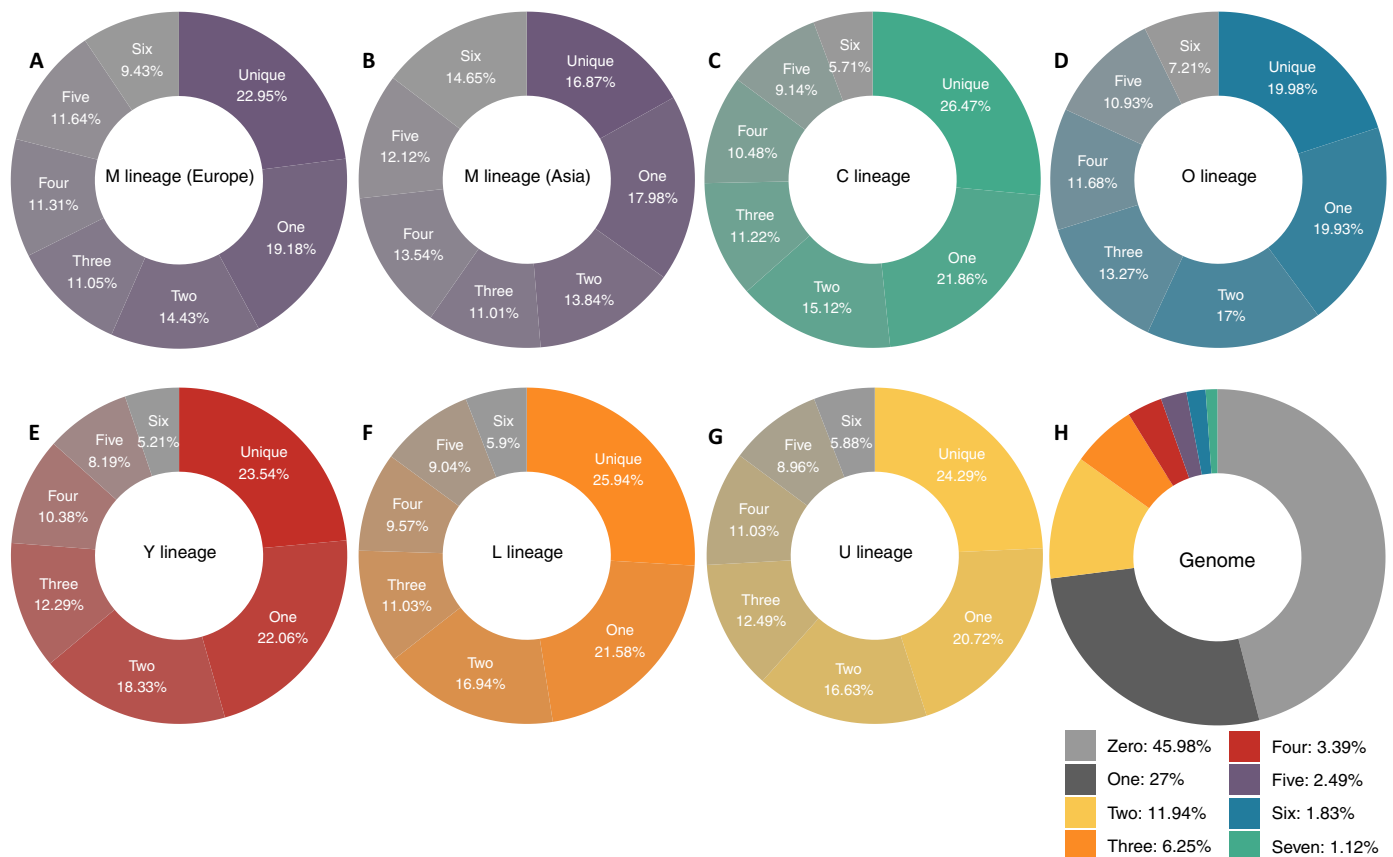 A
Unique
22.95%
One
19.18%
Two
14.43%
Three
11.05%
Four
11.31%
Five
11.64%
Six
9.43%
M lineage (Europe)
B
Unique
16.87%
One
17.98%
Two
13.84%
Three
11.01%
Four
13.54%
Five
12.12%
Six
14.65%
M lineage (Asia)
C
Unique
26.47%
One
21.86%
Two
15.12%
Three
11.22%
Four
10.48%
Five
9.14%
Six
5.71%
C lineage
D
Unique
19.98%
One
19.93%
Two
17%
Three
13.27%
Four
11.68%
Five
10.93%
Six
7.21%
O lineage
E
Unique
23.54%
One
22.06%
Two
18.33%
Three
12.29%
Four
10.38%
Five
8.19%
Six
5.21%
Y lineage
F
Unique
25.94%
One
21.58%
Two
16.94%
Three
11.03%
Four
9.57%
Five
9.04%
Six
5.9%
L lineage
G
Unique
24.29%
One
20.72%
Two
16.63%
Three
12.49%
Four
11.03%
Five
8.96%
Six
5.88%
U lineage
H
Genome
Zero: 45.98%
One: 27%
Two: 11.94%
Three: 6.25%
Four: 3.39%
Five: 2.49%
Six: 1.83%
Seven: 1.12%